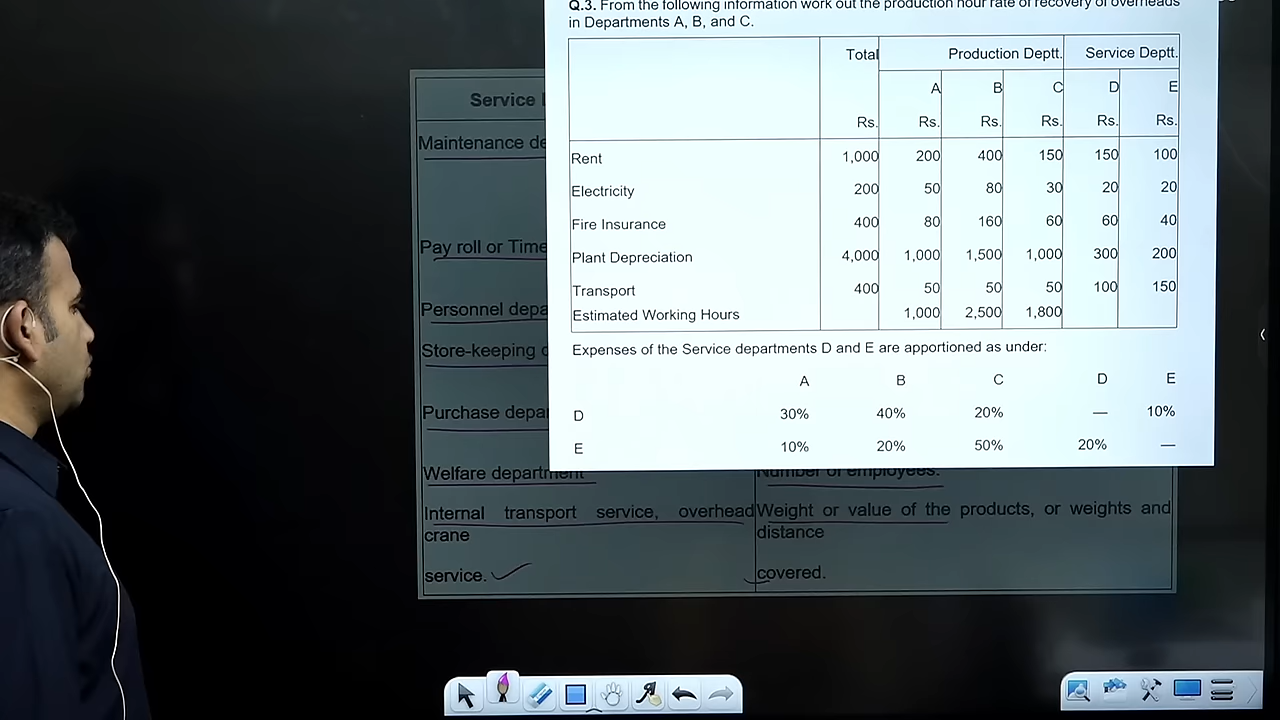 Q.3. From the following information work out the production hour rate of recovery of overheads
in Departments A, B, and C.
Total Production Deptt. Service Deptt.
A B C D E
Rs. Rs. Rs. Rs. Rs. Rs.
Rent 1,000 200 400 150 150 100
Electricity 200 50 80 30 20 20
Fire Insurance 400 80 160 60 60 40
Plant Depreciation 4,000 1,000 1,500 1,000 300 200
Transport 400 50 50 50 100 150
Estimated Working Hours 1,000 2,500 1,800
Expenses of the Service departments D and E are apportioned as under:
A B C D E
D 30% 40% 20% — 10%
E 10% 20% 50% 20% —
Service
Maintenance
Pay roll or Time
Personnel
Store-keeping
Purchase
Welfare department Number of employees.
Internal transport service, overhead Weight or value of the products, or weights and
crane distance
service. covered.